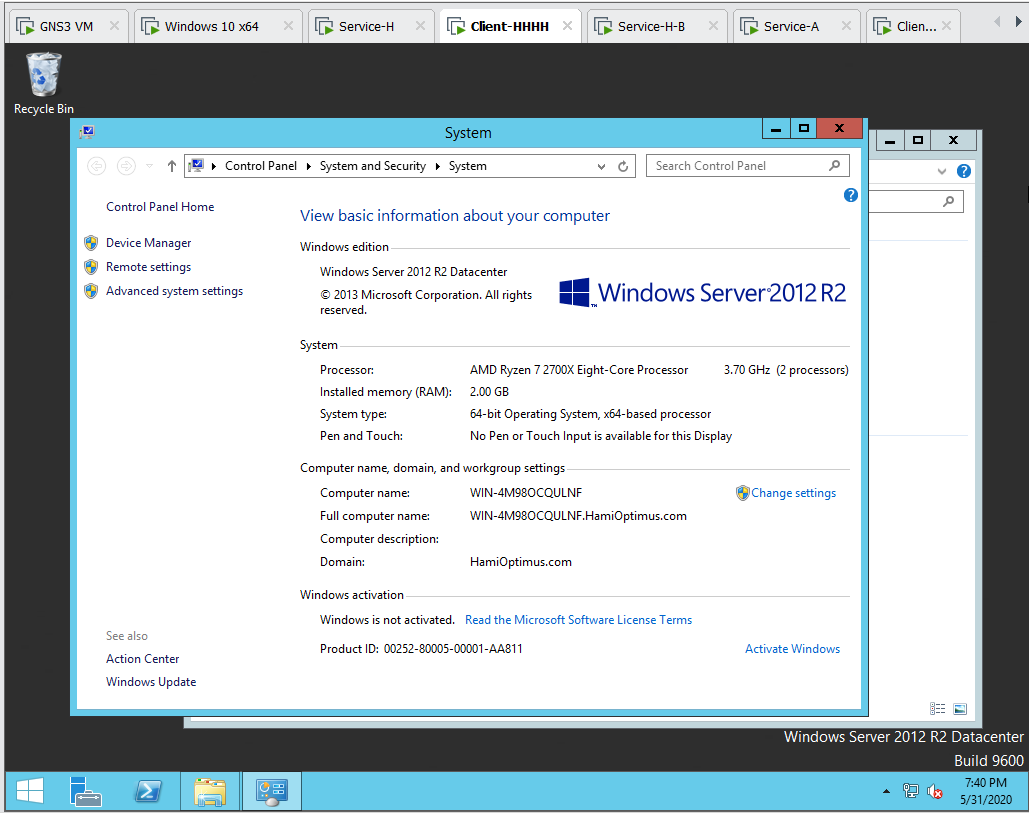 GNS3 VM
Windows 10 x64
Service-H
Client-HHHH
Service-H-B
Service-A
Clien...
Recycle Bin
System
Control Panel
System and Security
System
Search Control Panel
Control Panel Home
Device Manager
Remote settings
Advanced system settings
View basic information about your computer
Windows edition
Windows Server 2012 R2 Datacenter
© 2013 Microsoft Corporation. All rights
reserved.
Windows Server 2012 R2
System
Processor: AMD Ryzen 7 2700X Eight-Core Processor 3.70 GHz (2 processors)
Installed memory (RAM): 2.00 GB
System type: 64-bit Operating System, x64-based processor
Pen and Touch: No Pen or Touch Input is available for this Display
Computer name, domain, and workgroup settings
Computer name: WIN-4M98OCQULNF
Change settings
Full computer name: WIN-4M98OCQULNF.HamiOptimus.com
Computer description:
Domain: HamiOptimus.com
Windows activation
Windows is not activated. Read the Microsoft Software License Terms
Product ID: 00252-80005-00001-AA811
Activate Windows
See also
Action Center
Windows Update
Windows Server 2012 R2 Datacenter
Build 9600
7:40 PM
5/31/2020